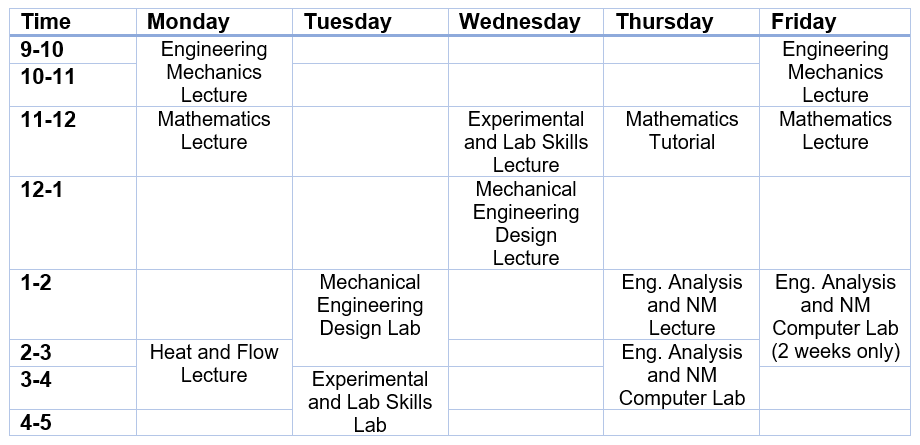 Time Monday Tuesday Wednesday Thursday Friday
9-10 Engineering Engineering
Mechanics Mechanics
10-11
Lecture Lecture
11-12 Mathematics Experimental Mathematics Mathematics
Lecture and Lab Skills Tutorial Lecture
Lecture
12-1 Mechanical
Engineering
Design
Lecture
1-2 Mechanical Eng. Analysis Eng. Analysis
Engineering and NM and NM
Design Lab Lecture Computer Lab
2-3 Heat and Flow Eng. Analysis (2 weeks only)
Lecture and NM
3-4 Experimental Computer Lab
and Lab Skills
4-5 Lab